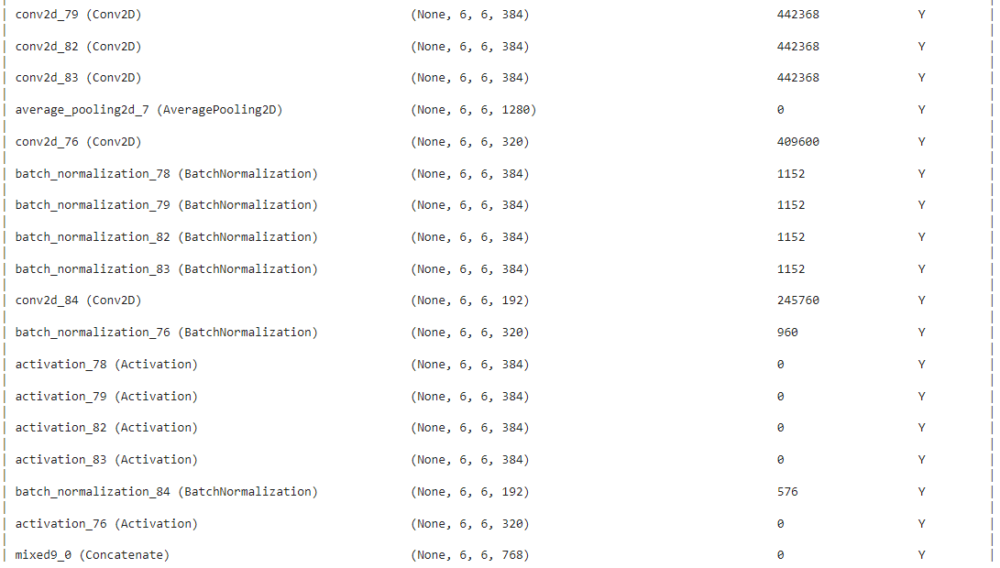 conv2d_79 (Conv2D) (None, 6, 6, 384) 442368 Y
conv2d_82 (Conv2D) (None, 6, 6, 384) 442368 Y
conv2d_83 (Conv2D) (None, 6, 6, 384) 442368 Y
average_pooling2d_7 (AveragePooling2D) (None, 6, 6, 1280) 0 Y
conv2d_76 (Conv2D) (None, 6, 6, 320) 409600 Y
batch_normalization_78 (BatchNormalization) (None, 6, 6, 384) 1152 Y
batch_normalization_79 (BatchNormalization) (None, 6, 6, 384) 1152 Y
batch_normalization_82 (BatchNormalization) (None, 6, 6, 384) 1152 Y
batch_normalization_83 (BatchNormalization) (None, 6, 6, 384) 1152 Y
conv2d_84 (Conv2D) (None, 6, 6, 192) 245760 Y
batch_normalization_76 (BatchNormalization) (None, 6, 6, 320) 960 Y
activation_78 (Activation) (None, 6, 6, 384) 0 Y
activation_79 (Activation) (None, 6, 6, 384) 0 Y
activation_82 (Activation) (None, 6, 6, 384) 0 Y
activation_83 (Activation) (None, 6, 6, 384) 0 Y
batch_normalization_84 (BatchNormalization) (None, 6, 6, 192) 576 Y
activation_76 (Activation) (None, 6, 6, 320) 0 Y
mixed9_0 (Concatenate) (None, 6, 6, 768) 0 Y